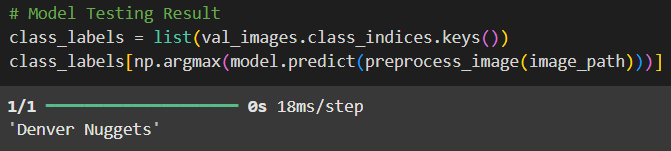 # Model Testing Result
class_labels = list(val_images.class_indices.keys())
class_labels[np.argmax(model.predict(preprocess_image(image_path)))]
1/1 ━━━━━━━━━━━━━━━━━━━━ 0s 18ms/step
'Denver Nuggets'